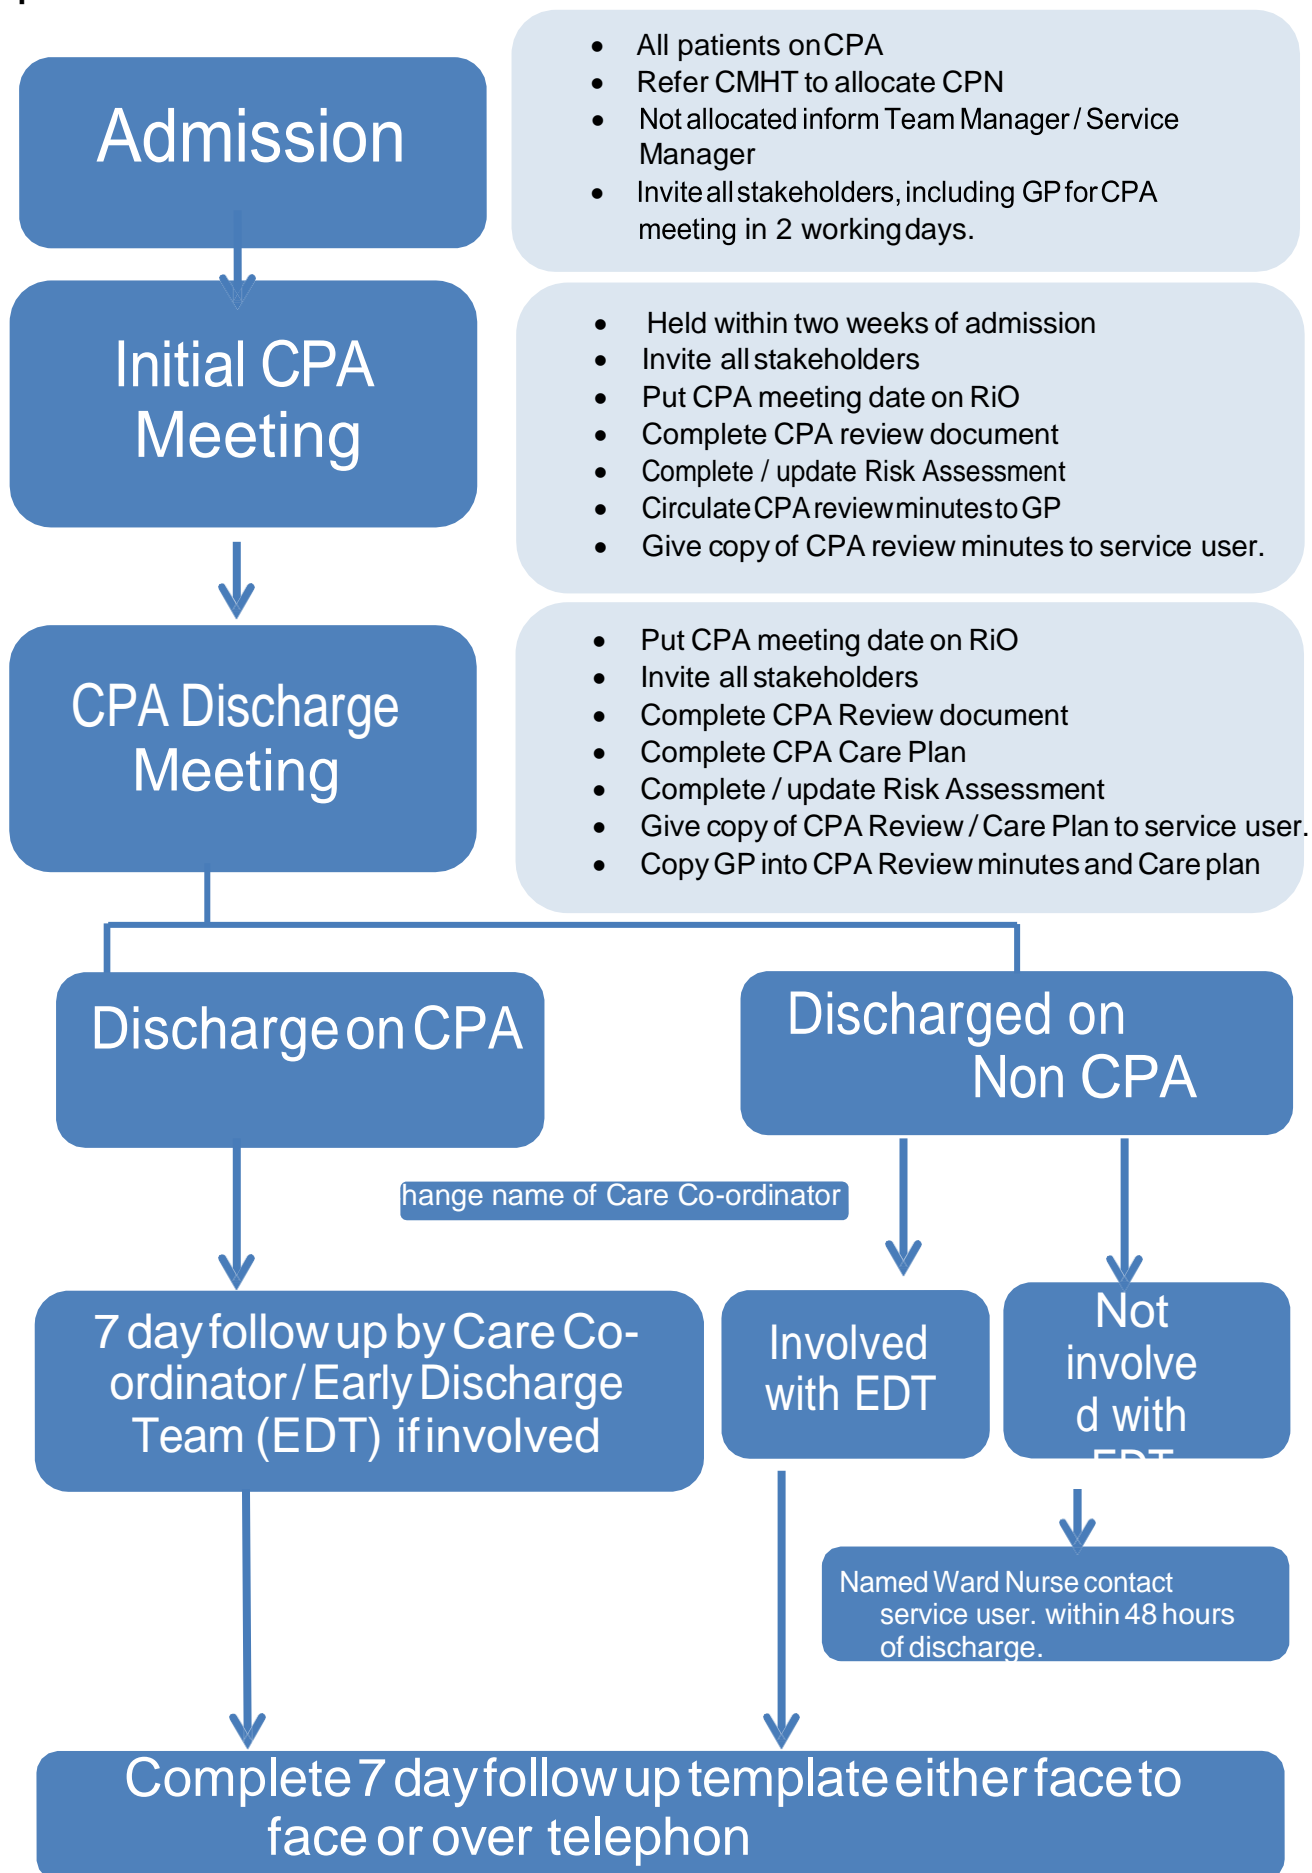 Admission
• All patients on CPA
• Refer CMHT to allocate CPN
• Not allocated inform Team Manager / Service
Manager
• Invite all stakeholders, including GP for CPA
meeting in 2 working days.
Initial CPA
Meeting
• Held within two weeks of admission
• Invite all stakeholders
• Put CPA meeting date on RiO
• Complete CPA review document
• Complete / update Risk Assessment
• Circulate CPA review minutes to GP
• Give copy of CPA review minutes to service user.
CPA Discharge
Meeting
• Put CPA meeting date on RiO
• Invite all stakeholders
• Complete CPA Review document
• Complete CPA Care Plan
• Complete / update Risk Assessment
• Give copy of CPA Review / Care Plan to service user.
• Copy GP into CPA Review minutes and Care plan
Discharge on CPA
Discharged on
Non CPA
hange name of Care Co-ordinator
7 day follow up by Care Co-
ordinator / Early Discharge
Team (EDT) if involved
Involved
with EDT
Not
involve
d with
EDT
Named Ward Nurse contact
service user. within 48 hours
of discharge.
Complete 7 day follow up template either face to
face or over telephon